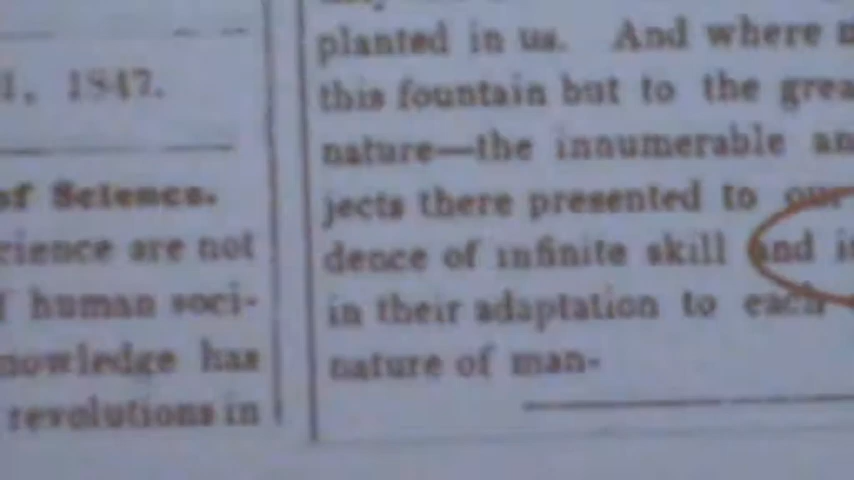 1, 1847.
of Science.
cience are not
f human soci-
nowledge has
revolutions in
planted in us. And where
this fountain but to the grea
nature—the innumerable an
jects there presented to our
dence of infinite skill and
in their adaptation to each
nature of man-